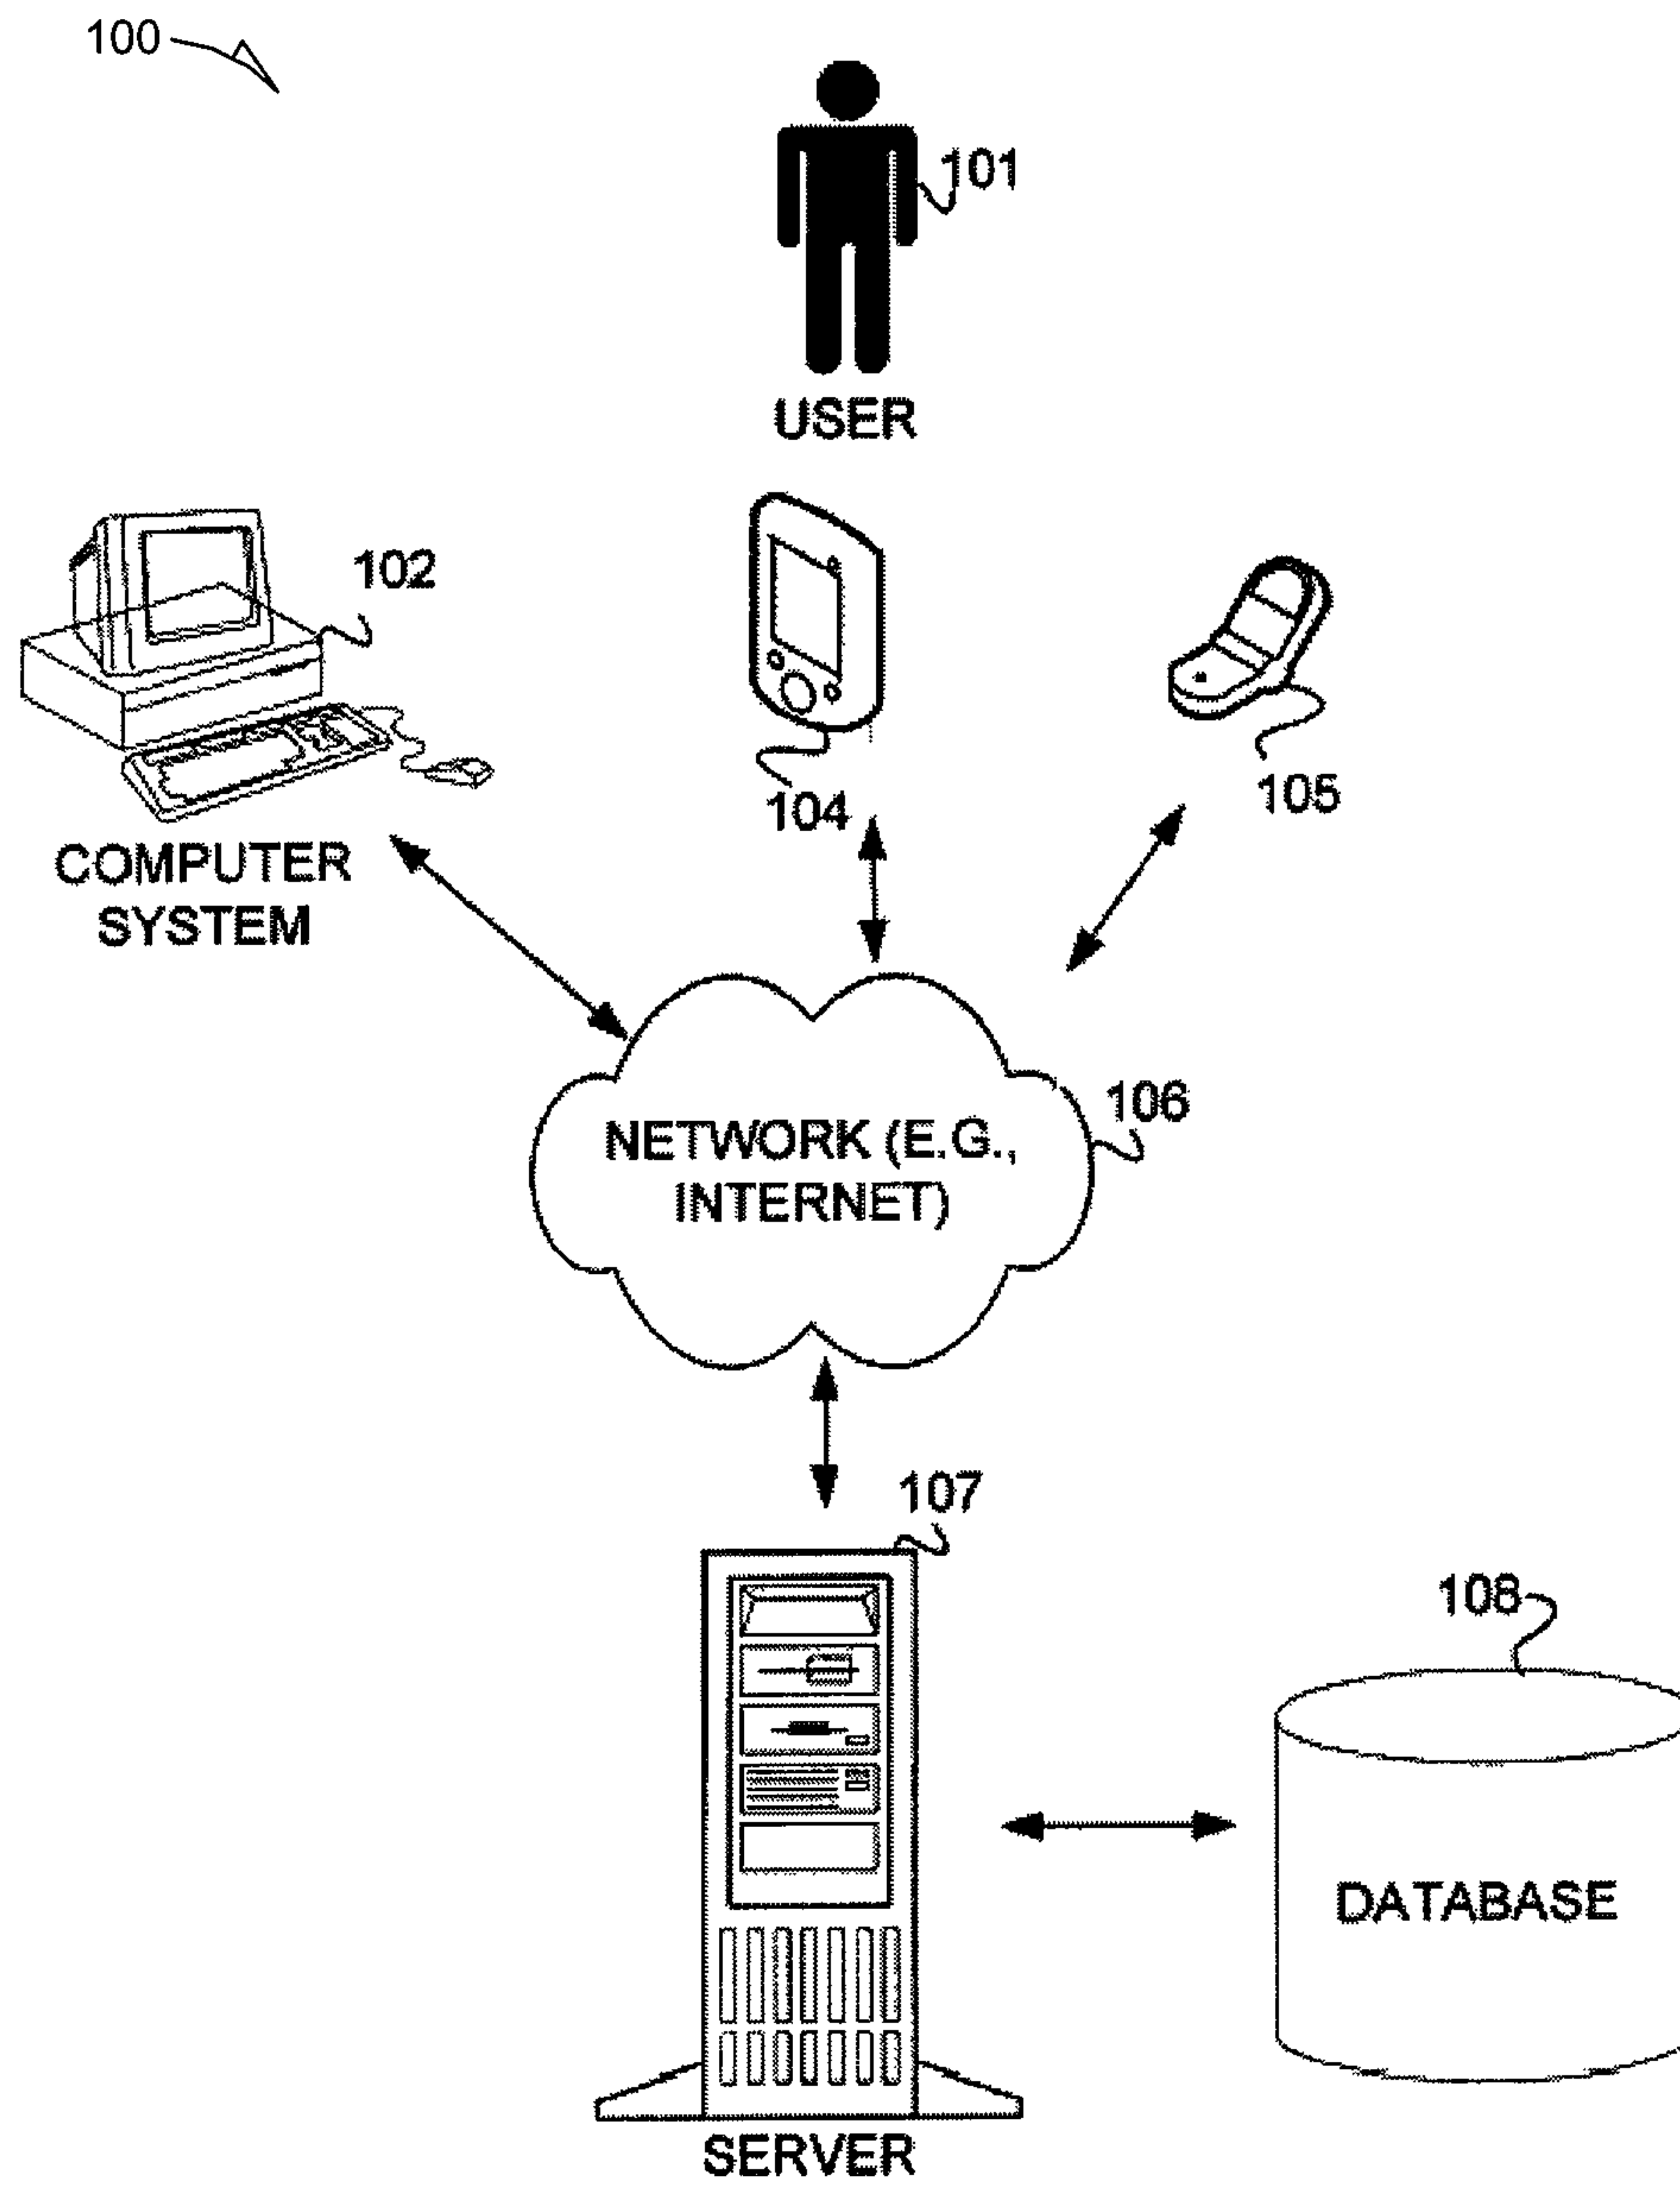 100
101
USER
102
104
105
COMPUTER
SYSTEM
106
NETWORK (E.G.,
INTERNET)
107
108
DATABASE
SERVER